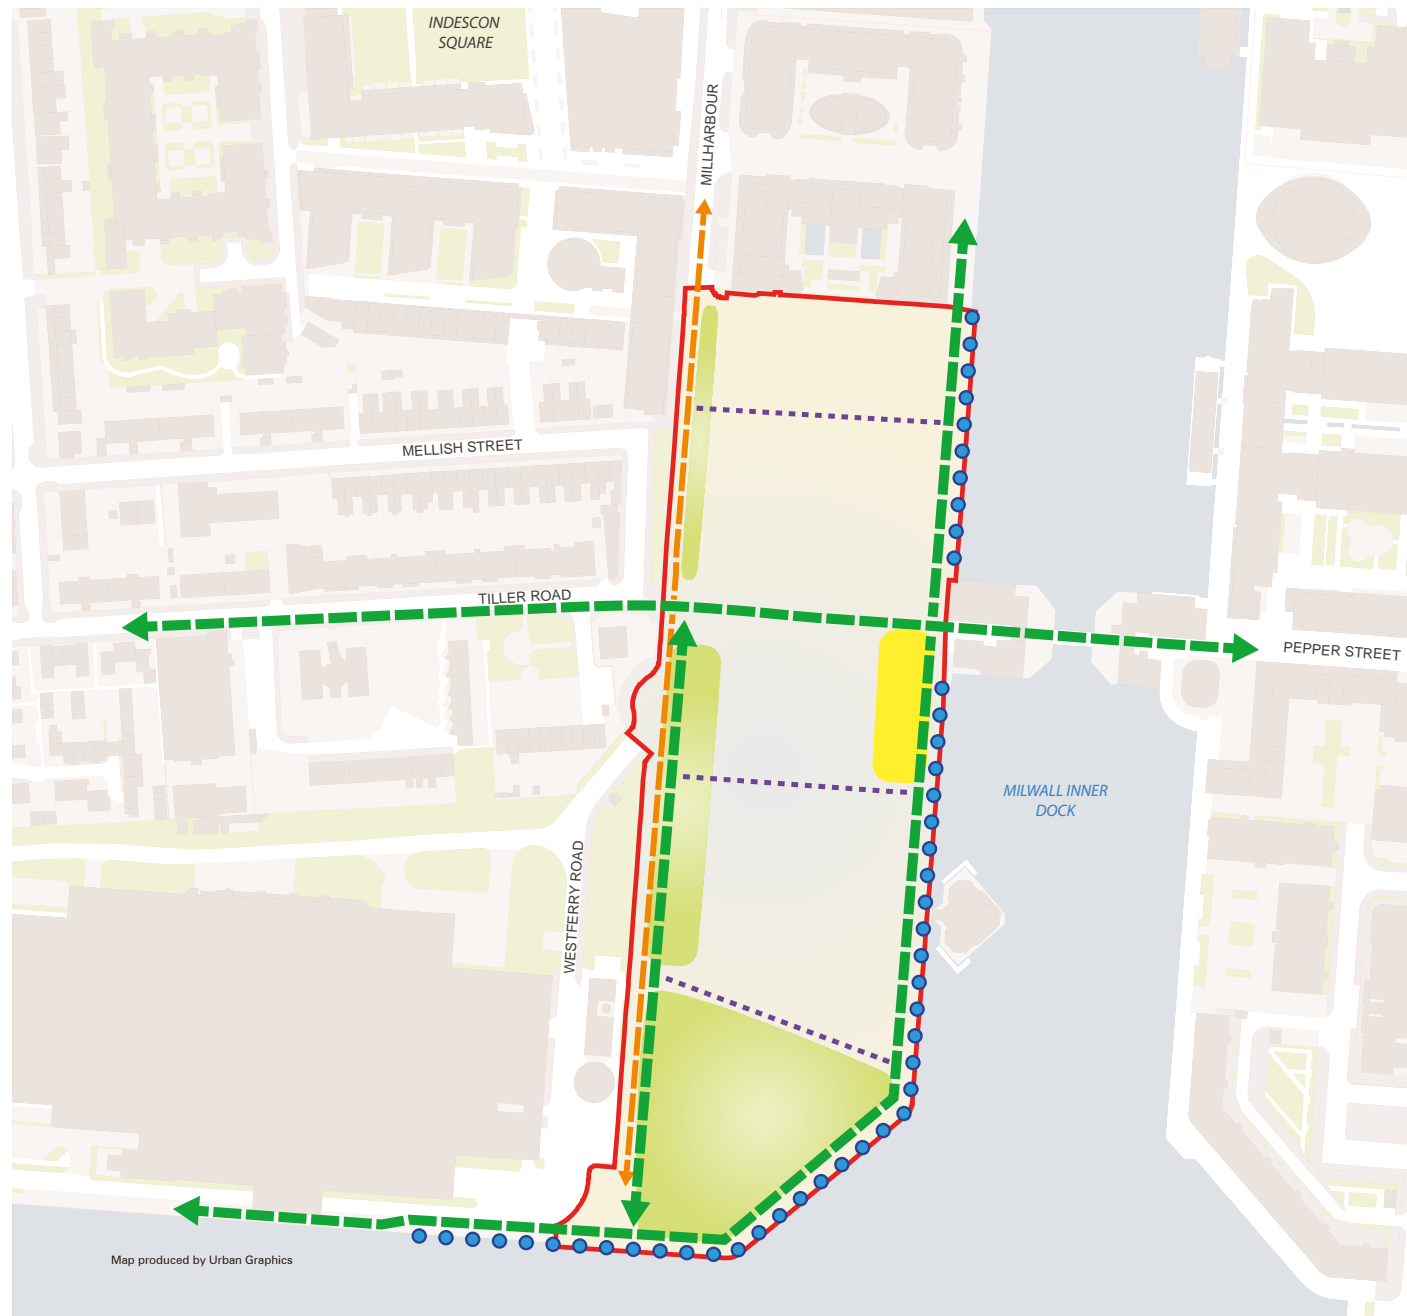 INDESCON
SQUARE
MILLHARBOUR
MELLISH STREET
TILLER ROAD
PEPPER STREET
MILWALL INNER
DOCK
WESTFERRY ROAD
Map produced by Urban Graphics